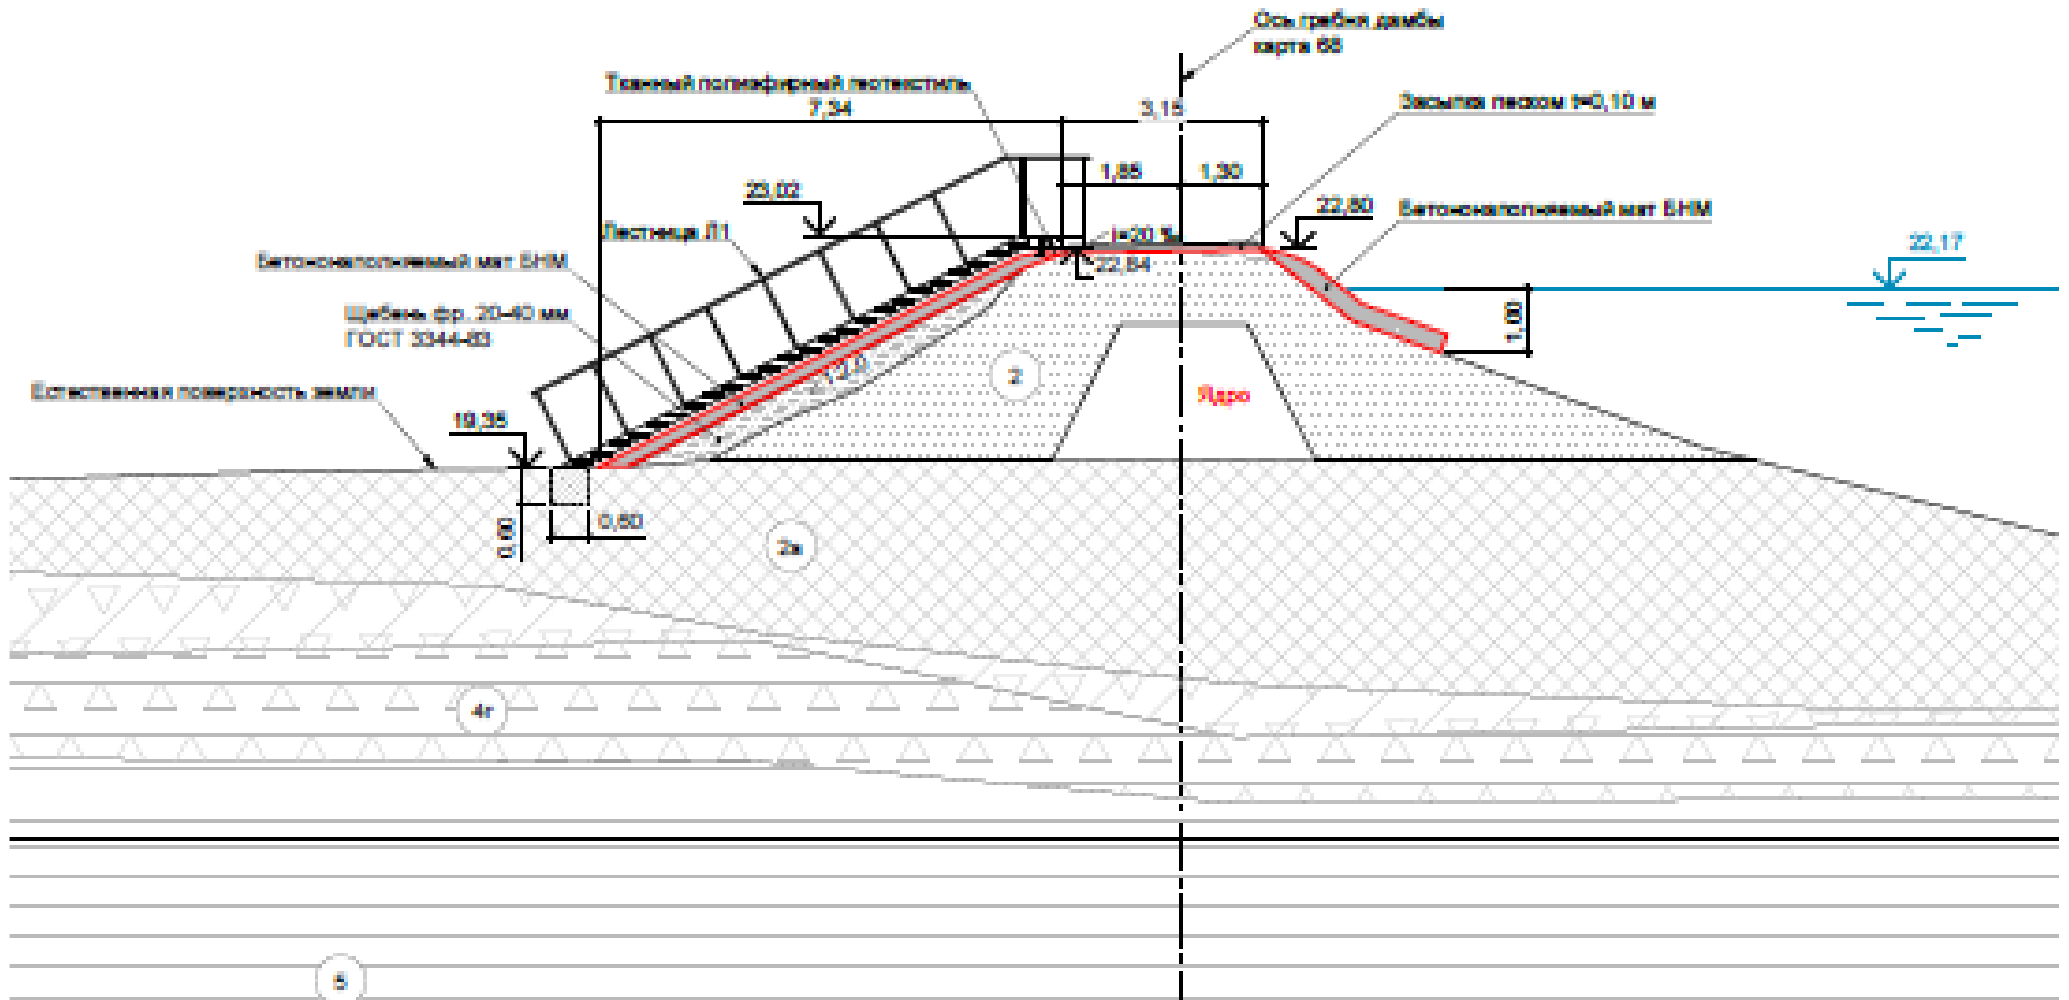 Ось гребня дамбы
карта 68
Тканный полиэфирный геотекстиль
7,34
3,15
Засыпка песком t=0,10 м
1,85
1,30
23,02
22,80
Бетононаполняемый мат БНМ
Лестница Л1
i=20 ‰
22,17
Бетононаполняемый мат БНМ
22,84
Щебень фр. 20-40 мм
ГОСТ 3344-83
1,80
1:2,0
2
Ядро
Естественная поверхность земли
19,35
0,60
0,60
2а
4г
5